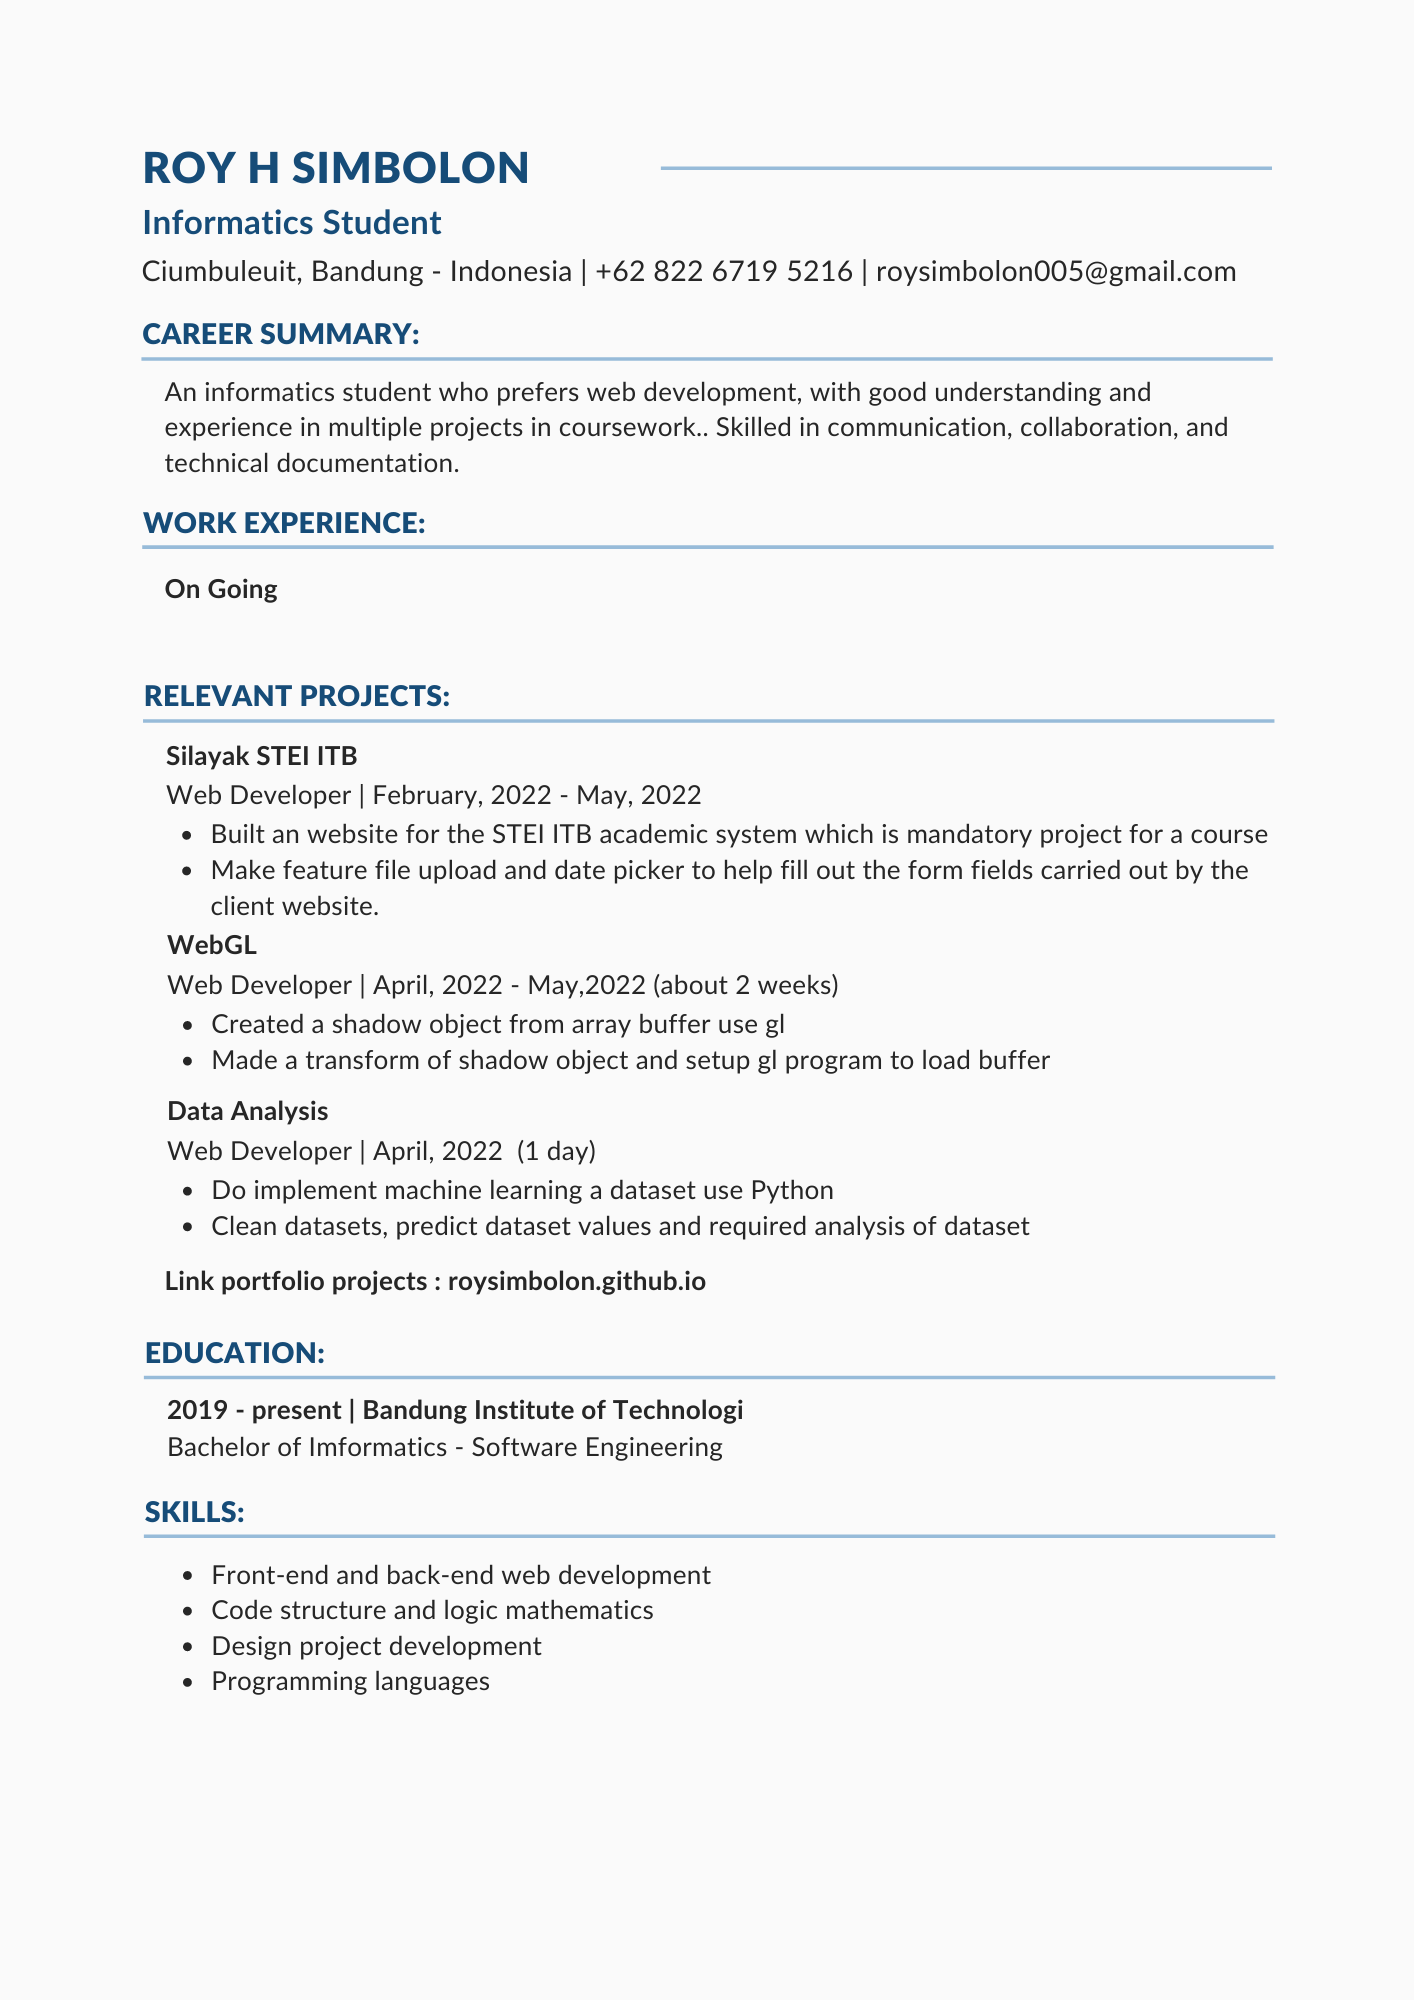 ROY H SIMBOLON
Informatics Student
Ciumbuleuit, Bandung - Indonesia | +62 822 6719 5216 | roysimbolon005@gmail.com
CAREER SUMMARY:
An informatics student who prefers web development, with good understanding and
experience in multiple projects in coursework.. Skilled in communication, collaboration, and
technical documentation.
WORK EXPERIENCE:
On Going
RELEVANT PROJECTS:
Silayak STEI ITB
Web Developer | February, 2022 - May, 2022
• Built an website for the STEI ITB academic system which is mandatory project for a course
• Make feature file upload and date picker to help fill out the form fields carried out by the
client website.
WebGL
Web Developer | April, 2022 - May,2022 (about 2 weeks)
• Created a shadow object from array buffer use gl
• Made a transform of shadow object and setup gl program to load buffer
Data Analysis
Web Developer | April, 2022  (1 day)
• Do implement machine learning a dataset use Python
• Clean datasets, predict dataset values and required analysis of dataset
Link portfolio projects : roysimbolon.github.io
EDUCATION:
2019 - present | Bandung Institute of Technologi
Bachelor of Imformatics - Software Engineering
SKILLS:
• Front-end and back-end web development
• Code structure and logic mathematics
• Design project development
• Programming languages